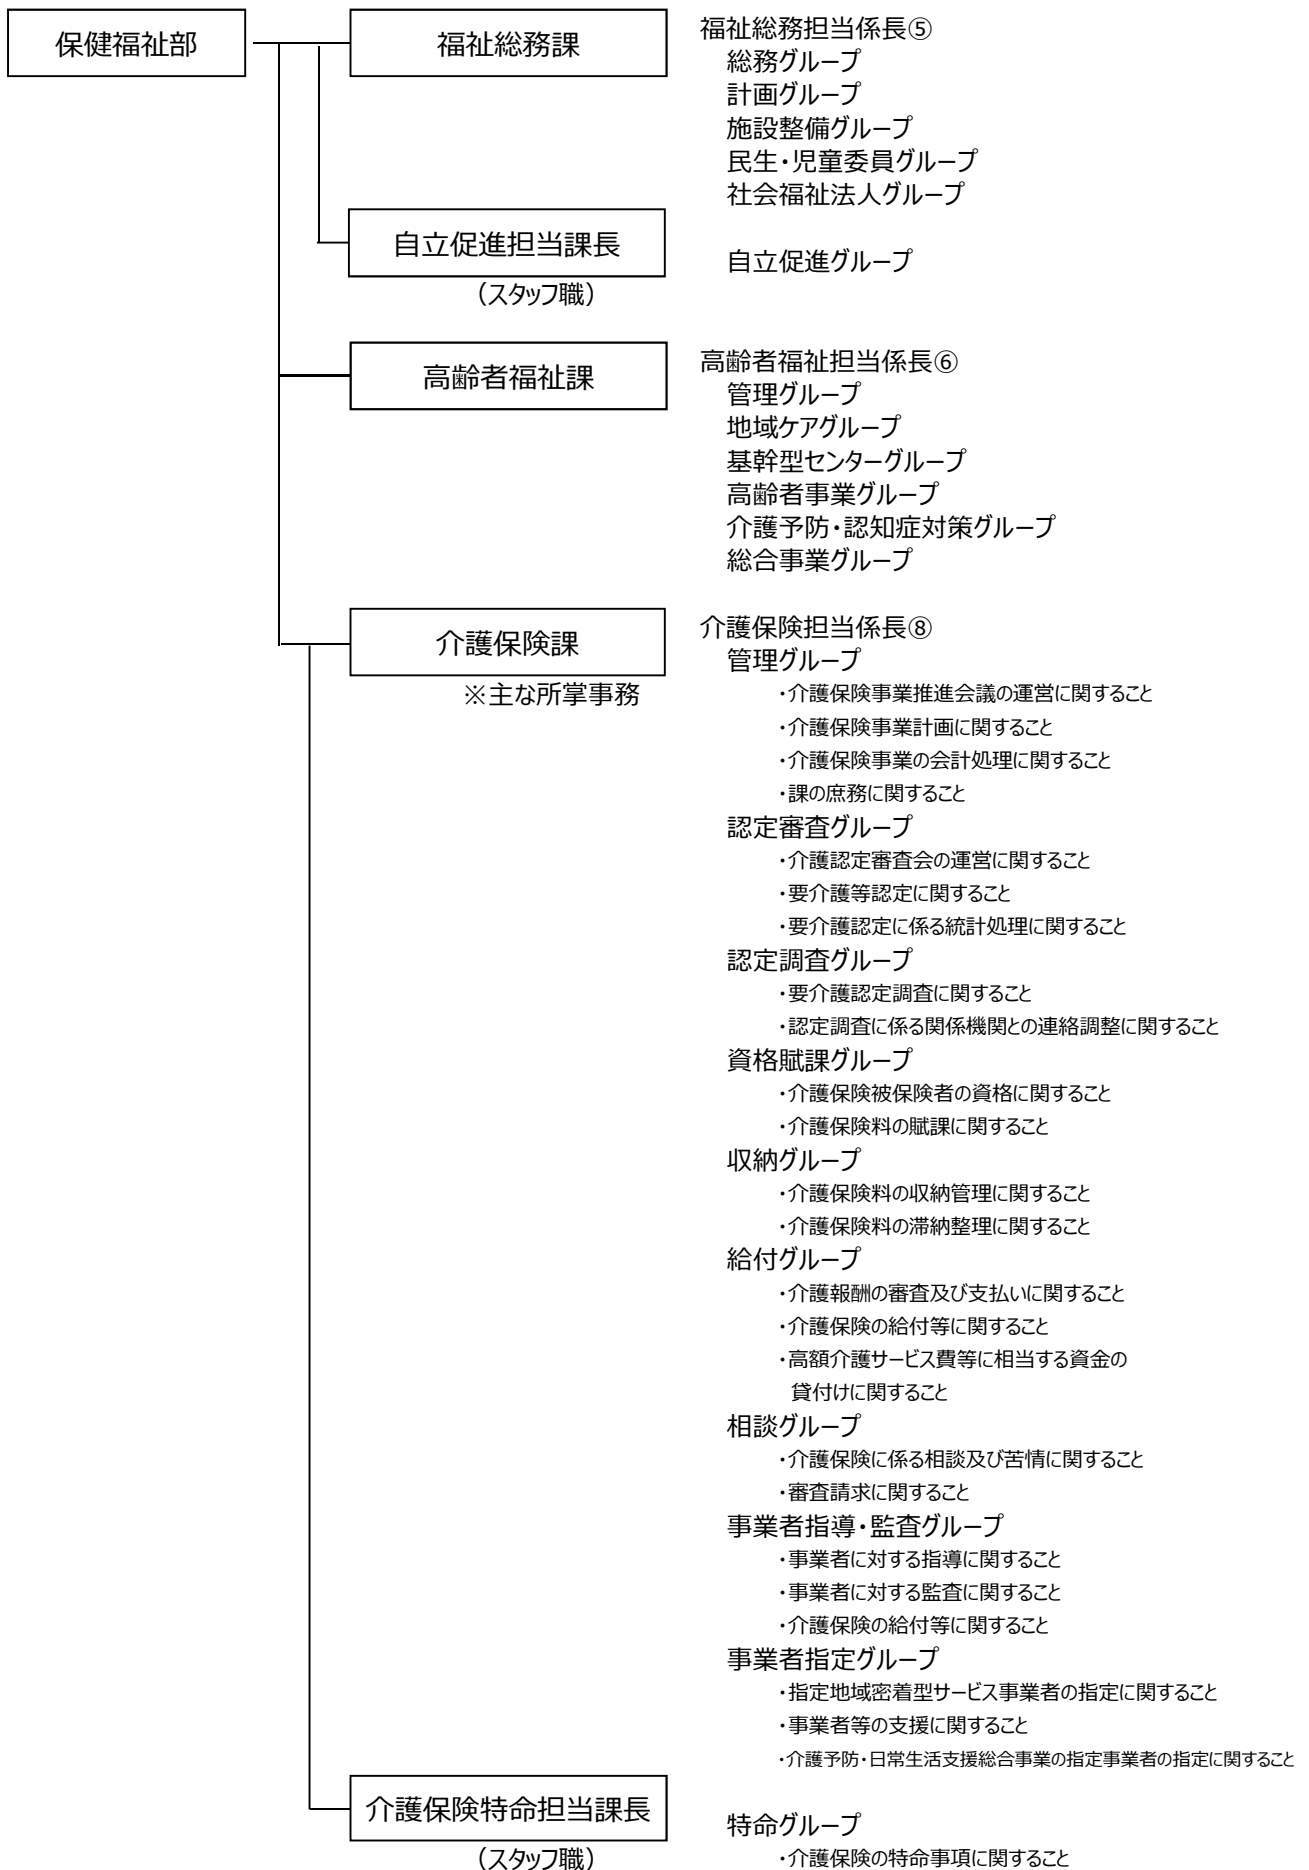 保健福祉部
福祉総務課
福祉総務担当係長⑤
総務グループ
計画グループ
施設整備グループ
民生・児童委員グループ
社会福祉法人グループ
自立促進担当課長
（スタッフ職）
自立促進グループ
高齢者福祉課
高齢者福祉担当係長⑥
管理グループ
地域ケアグループ
基幹型センターグループ
高齢者事業グループ
介護予防・認知症対策グループ
総合事業グループ
介護保険課
※主な所掌事務
介護保険担当係長⑧
管理グループ
・介護保険事業推進会議の運営に関すること
・介護保険事業計画に関すること
・介護保険事業の会計処理に関すること
・課の庶務に関すること
認定審査グループ
・介護認定審査会の運営に関すること
・要介護等認定に関すること
・要介護認定に係る統計処理に関すること
認定調査グループ
・要介護認定調査に関すること
・認定調査に係る関係機関との連絡調整に関すること
資格賦課グループ
・介護保険被保険者の資格に関すること
・介護保険料の賦課に関すること
収納グループ
・介護保険料の収納管理に関すること
・介護保険料の滞納整理に関すること
給付グループ
・介護報酬の審査及び支払いに関すること
・介護保険の給付等に関すること
・高額介護サービス費等に相当する資金の
貸付けに関すること
相談グループ
・介護保険に係る相談及び苦情に関すること
・審査請求に関すること
事業者指導・監査グループ
・事業者に対する指導に関すること
・事業者に対する監査に関すること
・介護保険の給付等に関すること
事業者指定グループ
・指定地域密着型サービス事業者の指定に関すること
・事業者等の支援に関すること
・介護予防・日常生活支援総合事業の指定事業者の指定に関すること
介護保険特命担当課長
（スタッフ職）
特命グループ
・介護保険の特命事項に関すること